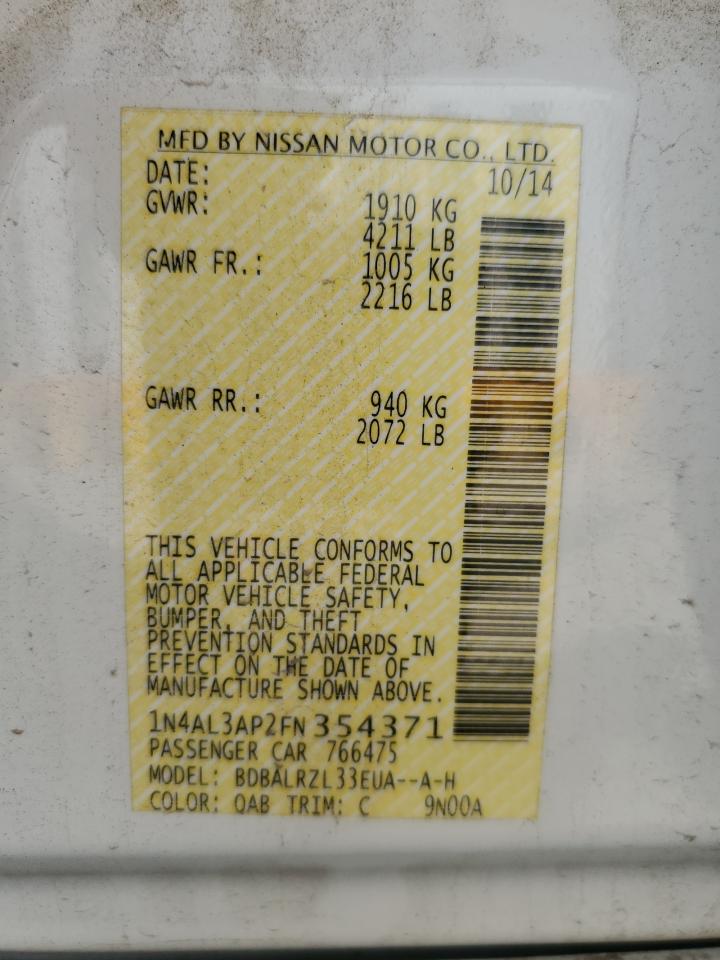 MFD BY NISSAN MOTOR CO., LTD.
DATE: 10/14
GVWR: 1910 KG
4211 LB
GAWR FR.: 1005 KG
2216 LB
GAWR RR.: 940 KG
2072 LB
THIS VEHICLE CONFORMS TO
ALL APPLICABLE FEDERAL
MOTOR VEHICLE SAFETY,
BUMPER, AND THEFT
PREVENTION STANDARDS IN
EFFECT ON THE DATE OF
MANUFACTURE SHOWN ABOVE.
1N4AL3AP2FN354371
PASSENGER CAR 766475
MODEL: BDBALRZL33EUA--A-H
COLOR: QAB TRIM: C 9N00A